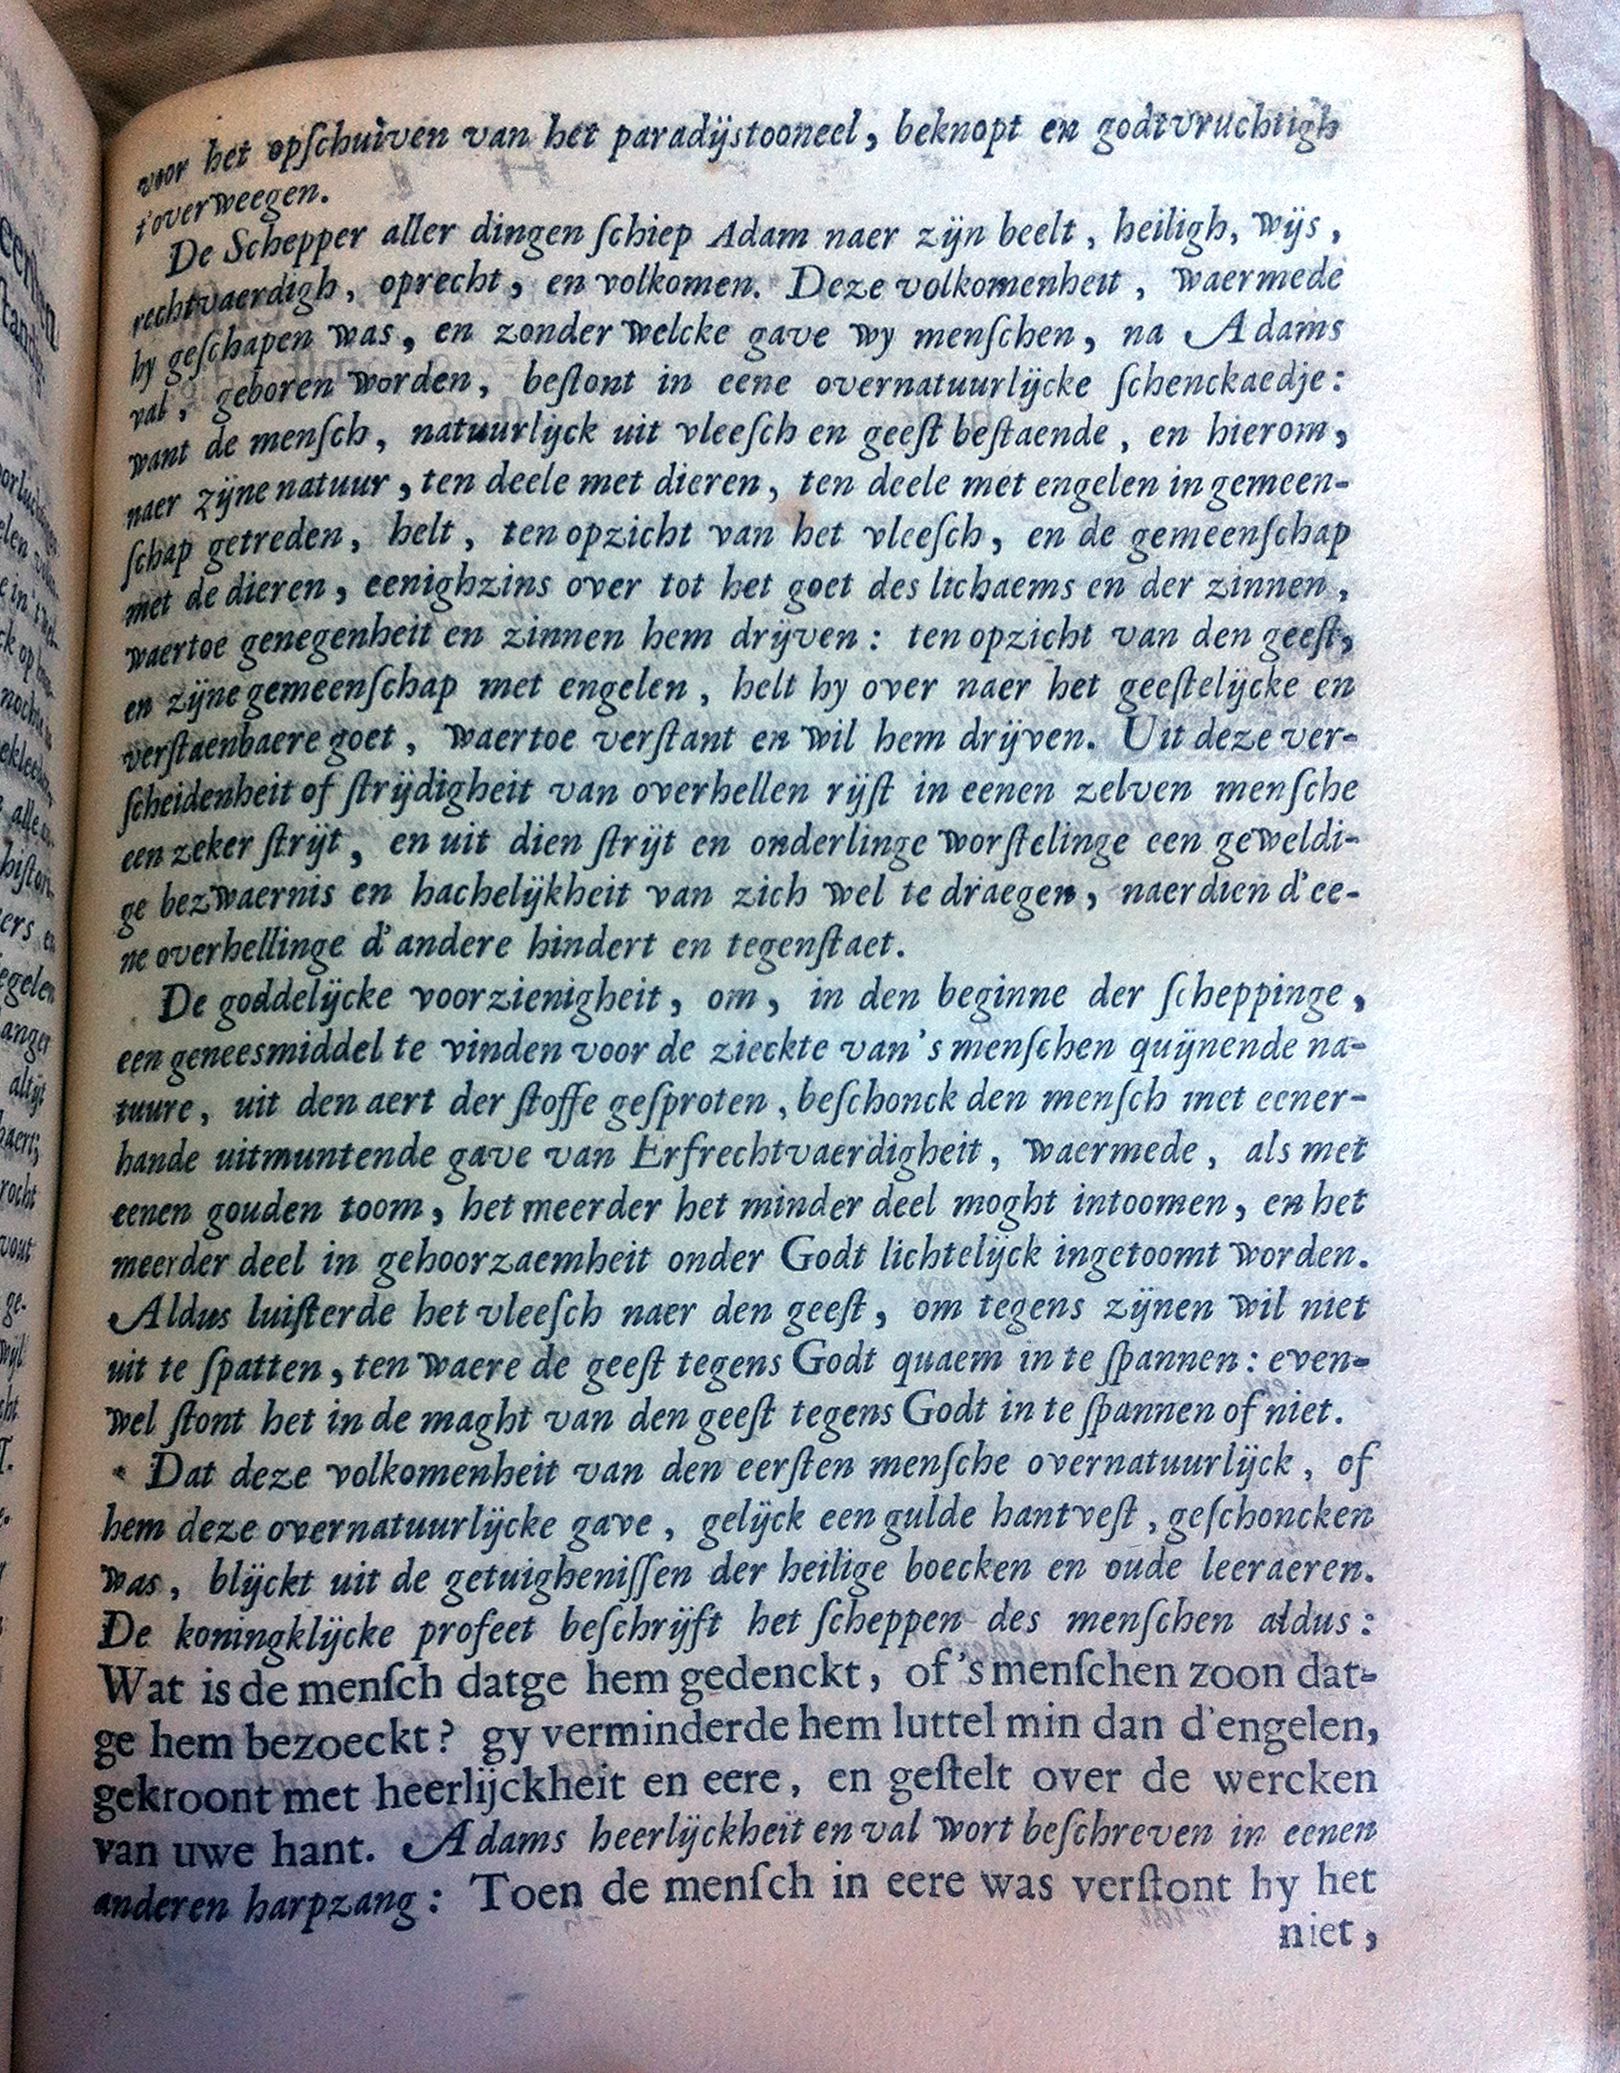 voor het opſchuiven van het paradijstooneel, beknopt en godtvruchtigh
t'overweegen.
De Schepper aller dingen ſchiep Adam naer zijn beelt, heiligh, wijs,
rechtvaerdigh, oprecht, en volkomen. Deze volkomenheit, waermede
hy geſchapen was, en zonder welcke gave wy menſchen, na Adams
val, geboren worden, beſtont in eene overnatuurlijcke ſchenckaedje:
want de menſch, natuurlijck uit vleeſch en geeſt beſtaende, en hierom,
naer zijne natuur, ten deele met dieren, ten deele met engelen in gemeen-
ſchap getreden, helt, ten opzicht van het vleeſch, en de gemeenſchap
met de dieren, eenighzins over tot het goet des lichaems en der zinnen,
waertoe genegenheit en zinnen hem drijven: ten opzicht van den geeſt,
en zijne gemeenſchap met engelen, helt hy over naer het geeſtelijcke en
verſtaenbaere goet, waertoe verſtant en wil hem drijven. Uit deze ver-
ſcheidenheit of ſtrijdigheit van overhellen rijſt in eenen zelven menſche
een zeker ſtrijt, en uit dien ſtrijt en onderlinge worſtelinge een geweldi-
ge bezwaernis en hachelijkheit van zich wel te draegen, naerdien d'ee-
ne overhellinge d'andere hindert en tegenſtaet.
De goddelijcke voorzienigheit, om, in den beginne der ſcheppinge,
een geneesmiddel te vinden voor de zieckte van 's menſchen quijnende na-
tuure, uit den aert der ſtoffe geſproten, beſchonck den menſch met eener-
hande uitmuntende gave van Erfrechtvaerdigheit, waermede, als met
eenen gouden toom, het meerder het minder deel moght intoomen, en het
meerder deel in gehoorzaemheit onder Godt lichtelijck ingetoomt worden.
Aldus luiſterde het vleeſch naer den geeſt, om tegens zijnen wil niet
uit te ſpatten, ten waere de geeſt tegens Godt quaem in te ſpannen: even-
wel ſtont het in de maght van den geeſt tegens Godt in te ſpannen of niet.
Dat deze volkomenheit van den eerſten menſche overnatuurlijck, of
hem deze overnatuurlijcke gave, gelijck een gulde hantveſt, geſchoncken
was, blijckt uit de getuigheniſſen der heilige boecken en oude leeraeren.
De koningklijcke profeet beſchrijft het ſcheppen des menſchen aldus:
Wat is de menſch datge hem gedenckt, of 's menſchen zoon dat-
ge hem bezoeckt? gy verminderde hem luttel min dan d'engelen,
gekroont met heerlijckheit en eere, en geſtelt over de wercken
van uwe hant. Adams heerlijckheit en val wort beſchreven in eenen
anderen harpzang: Toen de menſch in eere was verſtont hy het
niet,